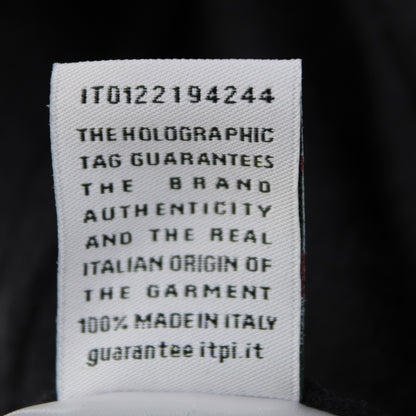 IT0122194244
THE HOLOGRAPHIC
TAG GUARANTEES
THE BRAND
AUTHENTICITY
AND THE REAL
ITALIAN ORIGIN OF
THE GARMENT
100% MADE IN ITALY
guarantee itpi.it